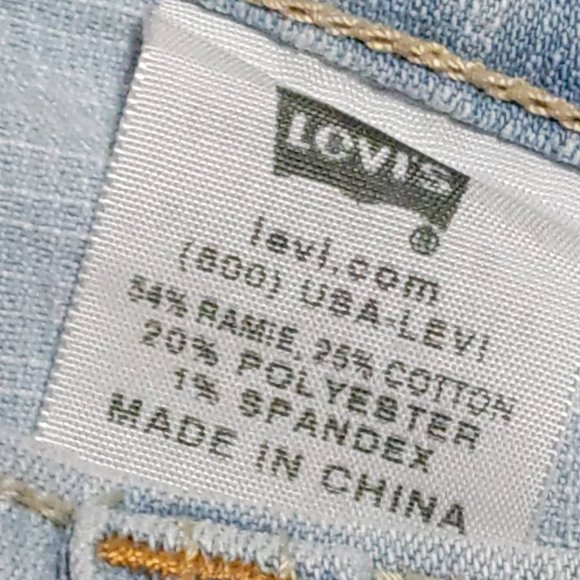 LEVI'S
®
levi.com
(800) USA-LEVI
54% RAMIE, 25% COTTON
20% POLYESTER
1% SPANDEX
MADE IN CHINA